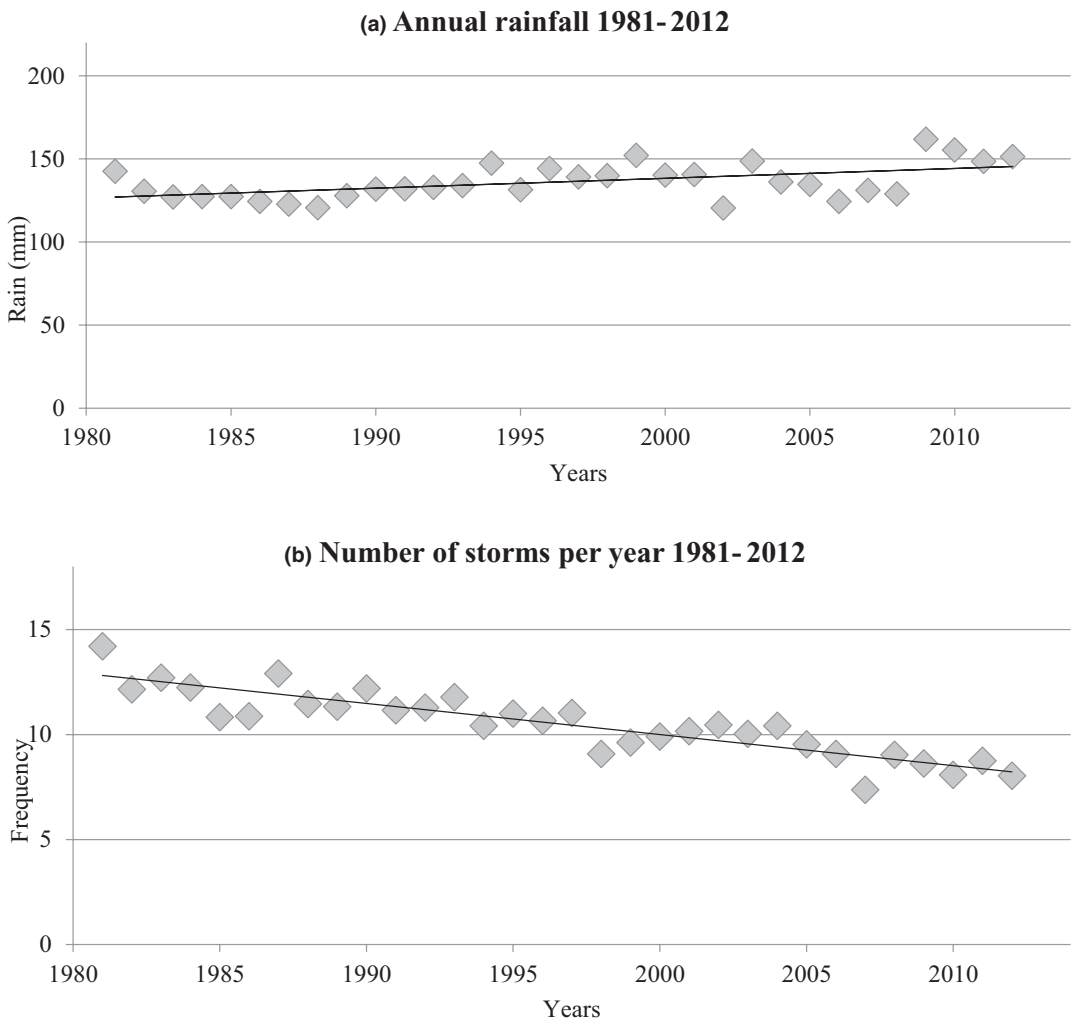 (a) Annual rainfall 1981-2012
200
150
100
50
0
Rain (mm)
1980 1985 1990 1995 2000 2005 2010
Years
(b) Number of storms per year 1981-2012
15
10
5
0
Frequency
1980 1985 1990 1995 2000 2005 2010
Years